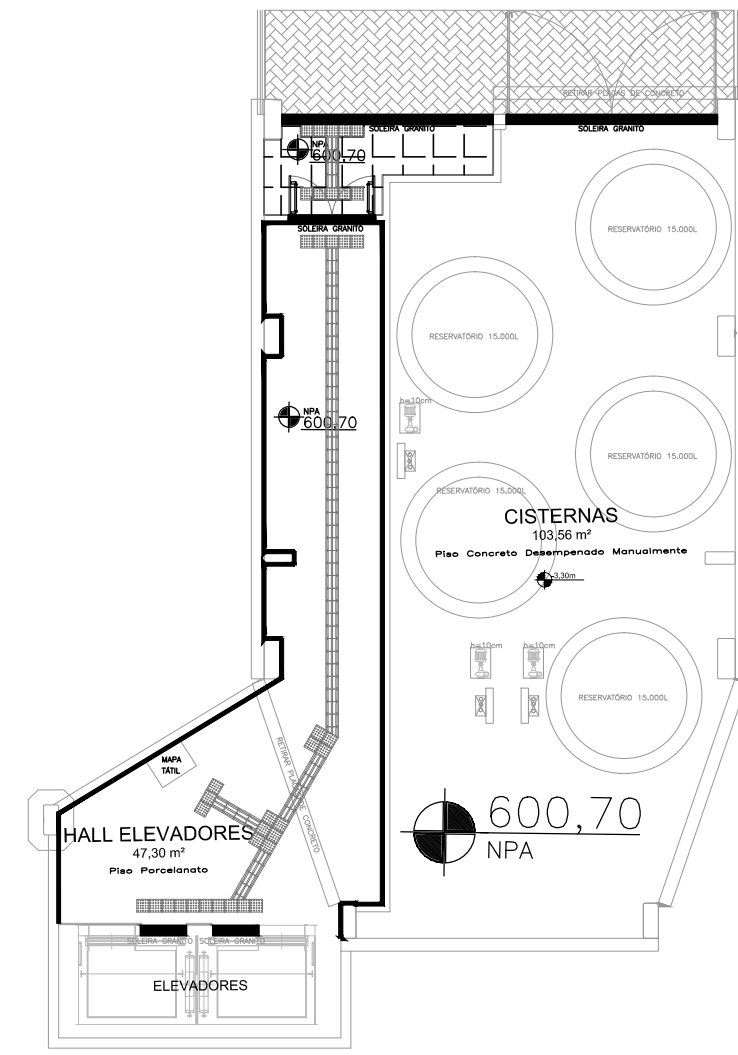 RETIRAR PLACAS DE CONCRETO
SOLEIRA GRANITO
SOLEIRA GRANITO
NPA
600,70
SOLEIRA GRANITO
RESERVATÓRIO 15.000L
RESERVATÓRIO 15.000L
h=10cm
NPA
600,70
RESERVATÓRIO 15.000L
RESERVATÓRIO 15.000L
CISTERNAS
103,56 m²
Piso Concreto Desempenado Manualmente
-3,30m
h=10cm
h=10cm
RESERVATÓRIO 15.000L
RETIRAR PLACAS DE CONCRETO
MAPA
TÁTIL
600,70
NPA
HALL ELEVADORES
47,30 m²
Piso Porcelanato
SOLEIRA GRANITO
SOLEIRA GRANITO
ELEVADORES